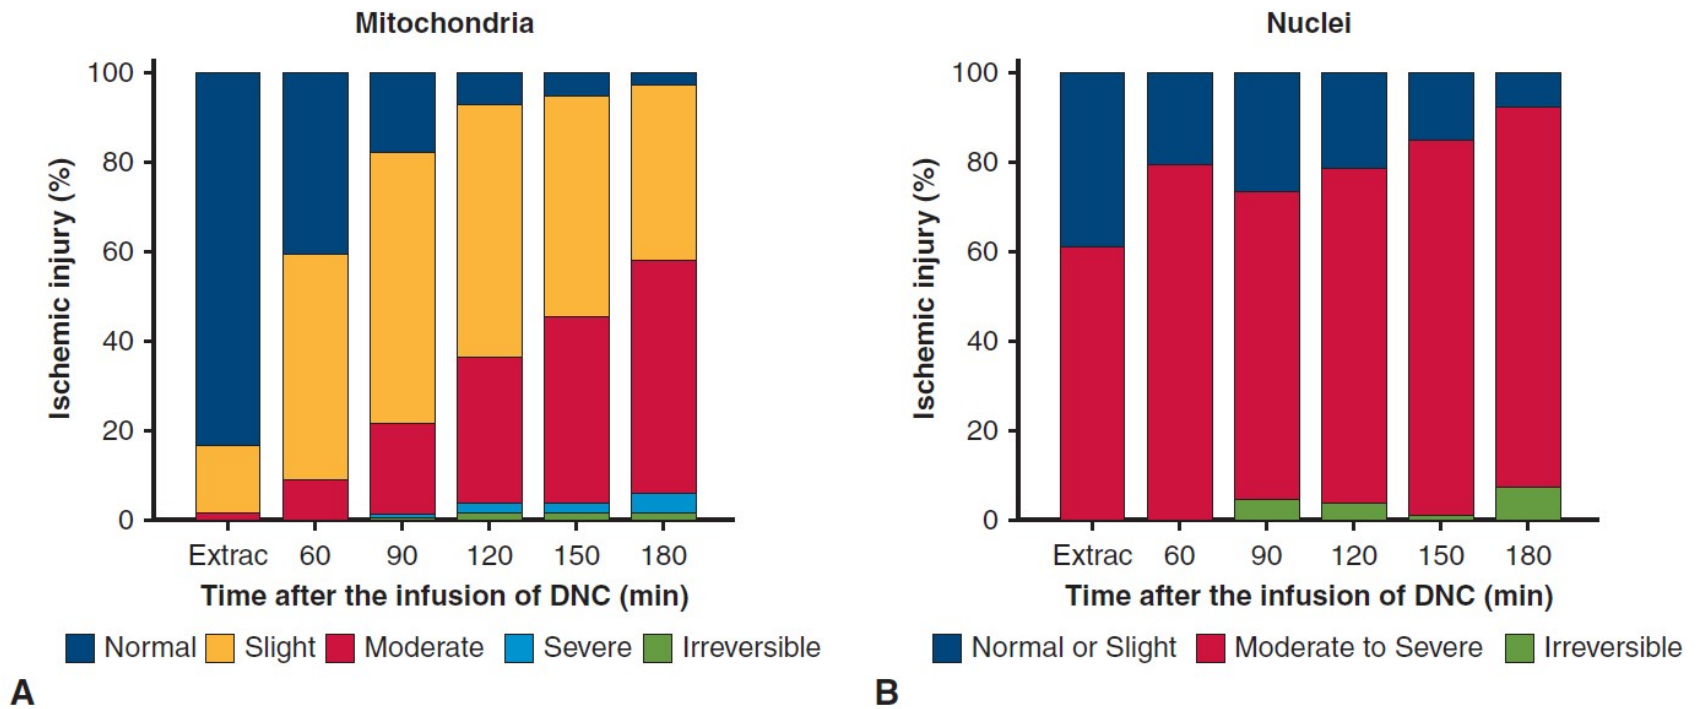 Mitochondria
Ischemic injury (%)
100
80
60
40
20
0
Extrac 60 90 120 150 180
Time after the infusion of DNC (min)
Normal Slight Moderate Severe Irreversible
A
Nuclei
Ischemic injury (%)
100
80
60
40
20
0
Extrac 60 90 120 150 180
Time after the infusion of DNC (min)
Normal or Slight Moderate to Severe Irreversible
B